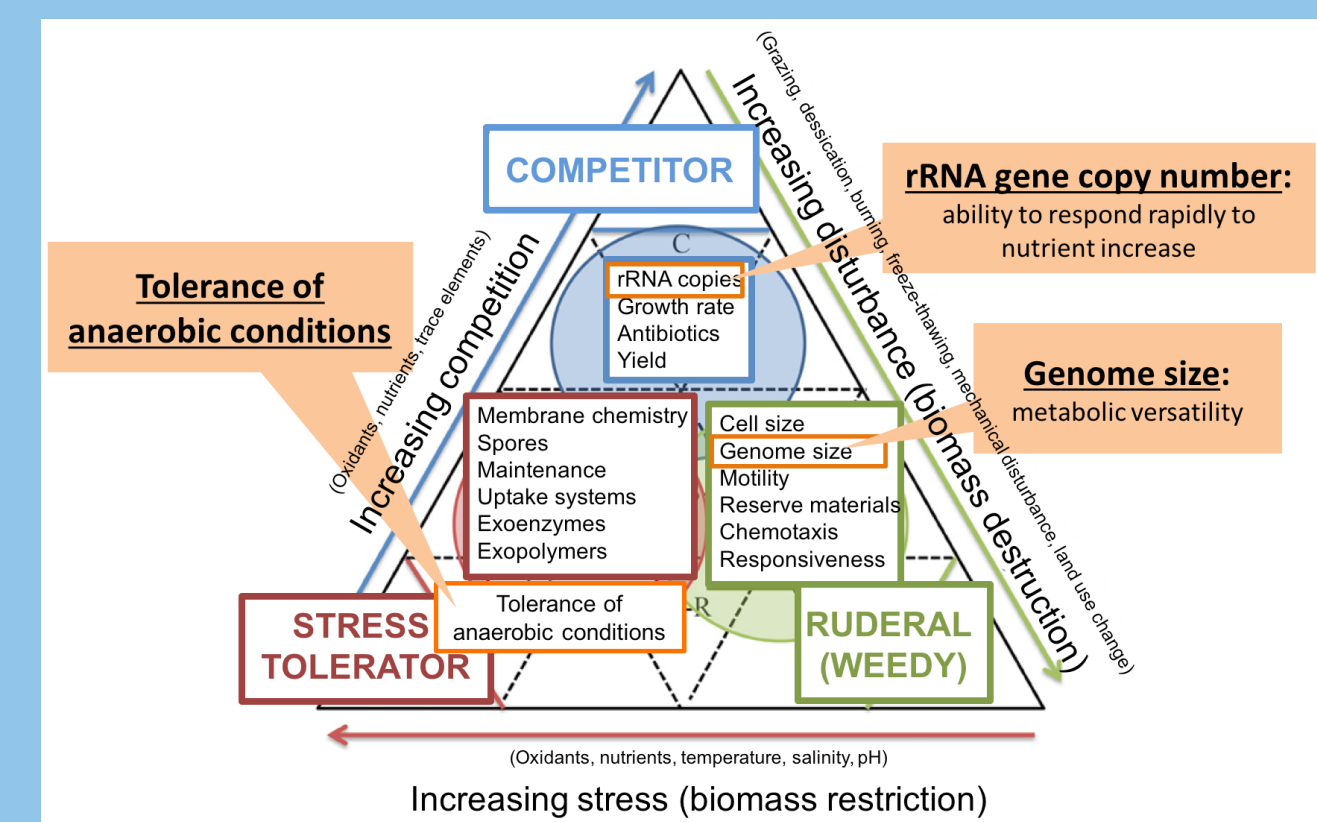 COMPETITOR
(Grazing, dessication, burning, freeze-thawing, mechanical disturbance, land use change)
Increasing disturbance (biomass destruction)
rRNA gene copy number:
ability to respond rapidly to
nutrient increase
Tolerance of
anaerobic conditions
(Oxidants, nutrients, trace elements)
Increasing competition
C
rRNA copies
Growth rate
Antibiotics
Yield
Genome size:
metabolic versatility
Membrane chemistry
Spores
Maintenance
Uptake systems
Exoenzymes
Exopolymers
Cell size
Genome size
Motility
Reserve materials
Chemotaxis
Responsiveness
STRESS
TOLERATOR
Tolerance of
anaerobic conditions
R
RUDERAL
(WEEDY)
(Oxidants, nutrients, temperature, salinity, pH)
Increasing stress (biomass restriction)